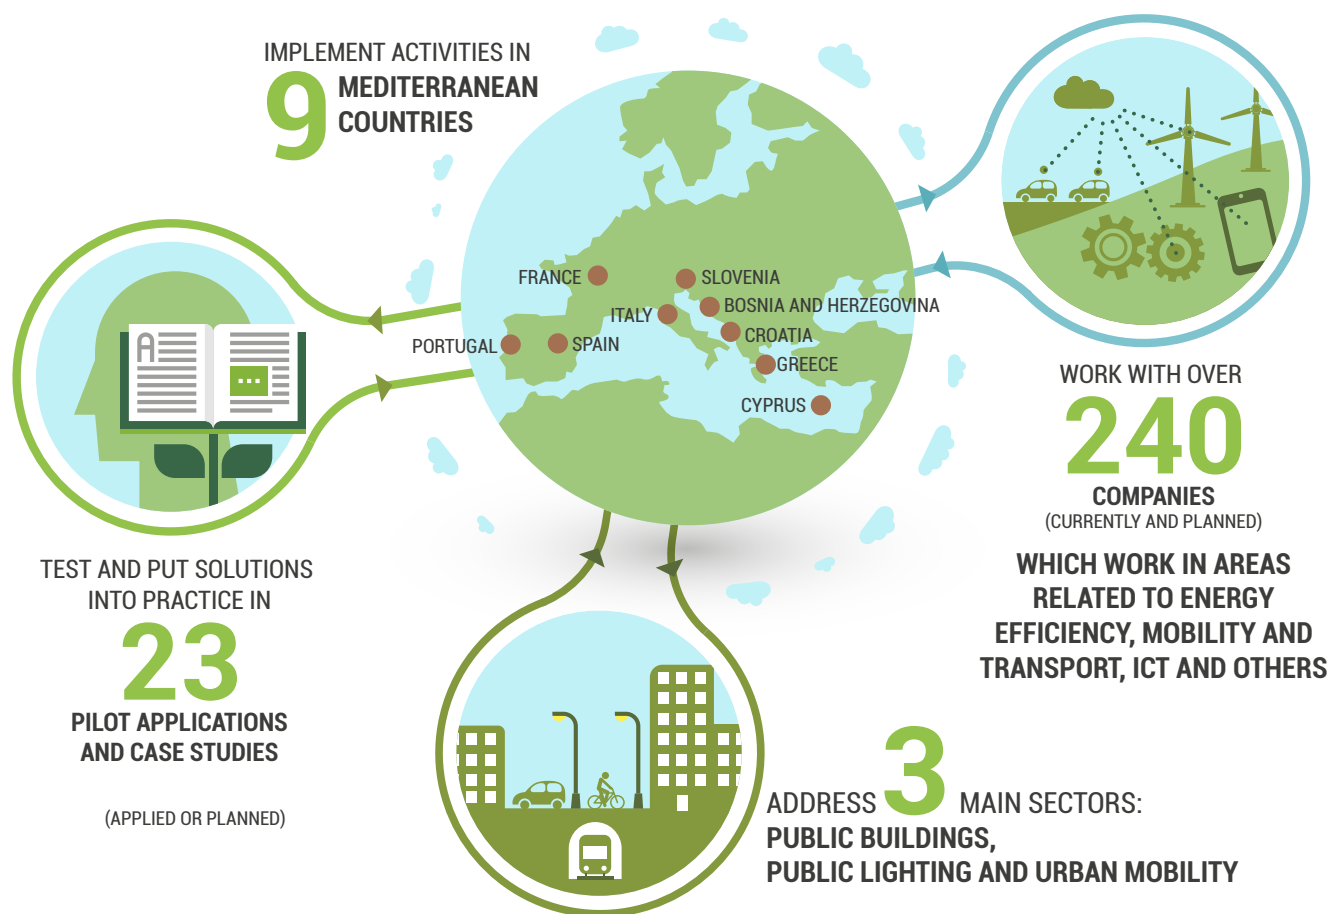 IMPLEMENT ACTIVITIES IN
9 MEDITERRANEAN
COUNTRIES
FRANCE
SLOVENIA
ITALY
BOSNIA AND HERZEGOVINA
CROATIA
PORTUGAL
SPAIN
GREECE
CYPRUS
A
TEST AND PUT SOLUTIONS
INTO PRACTICE IN
23
PILOT APPLICATIONS
AND CASE STUDIES
(APPLIED OR PLANNED)
WORK WITH OVER
240
COMPANIES
(CURRENTLY AND PLANNED)
WHICH WORK IN AREAS
RELATED TO ENERGY
EFFICIENCY, MOBILITY AND
TRANSPORT, ICT AND OTHERS
ADDRESS 3 MAIN SECTORS:
PUBLIC BUILDINGS,
PUBLIC LIGHTING AND URBAN MOBILITY